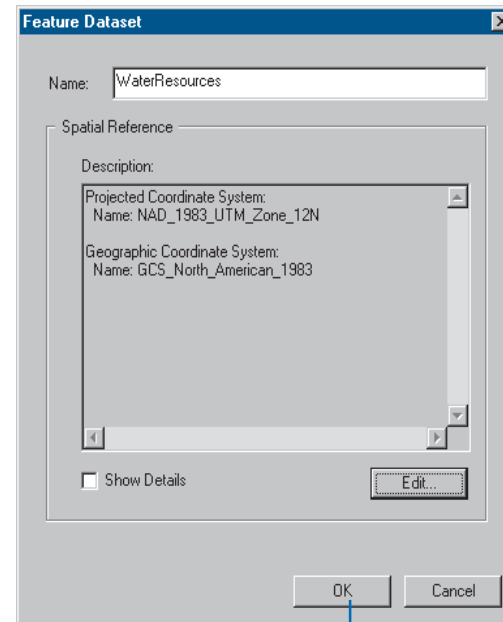 Feature Dataset
Name: WaterResources
Spatial Reference
Description:
Projected Coordinate System:
Name: NAD_1983_UTM_Zone_12N
Geographic Coordinate System:
Name: GCS_North_American_1983
Show Details
Edit...
OK Cancel